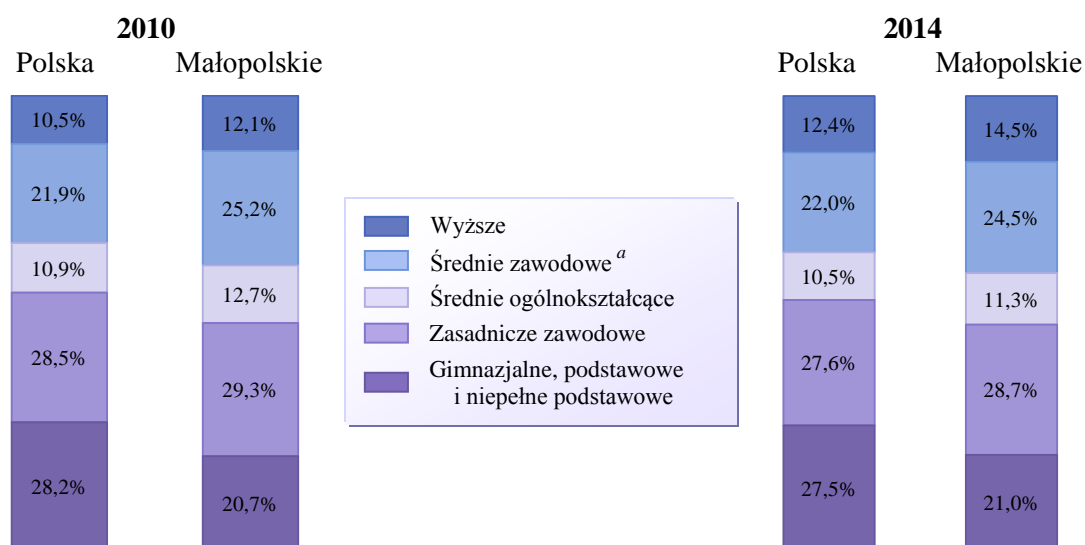 2010
Polska Małopolskie
10,5%
21,9%
10,9%
28,5%
28,2%
12,1%
25,2%
12,7%
29,3%
20,7%
Wyższe
Średnie zawodowe a
Średnie ogólnokształcące
Zasadnicze zawodowe
Gimnazjalne, podstawowe
i niepełne podstawowe
2014
Polska Małopolskie
12,4%
22,0%
10,5%
27,6%
27,5%
14,5%
24,5%
11,3%
28,7%
21,0%